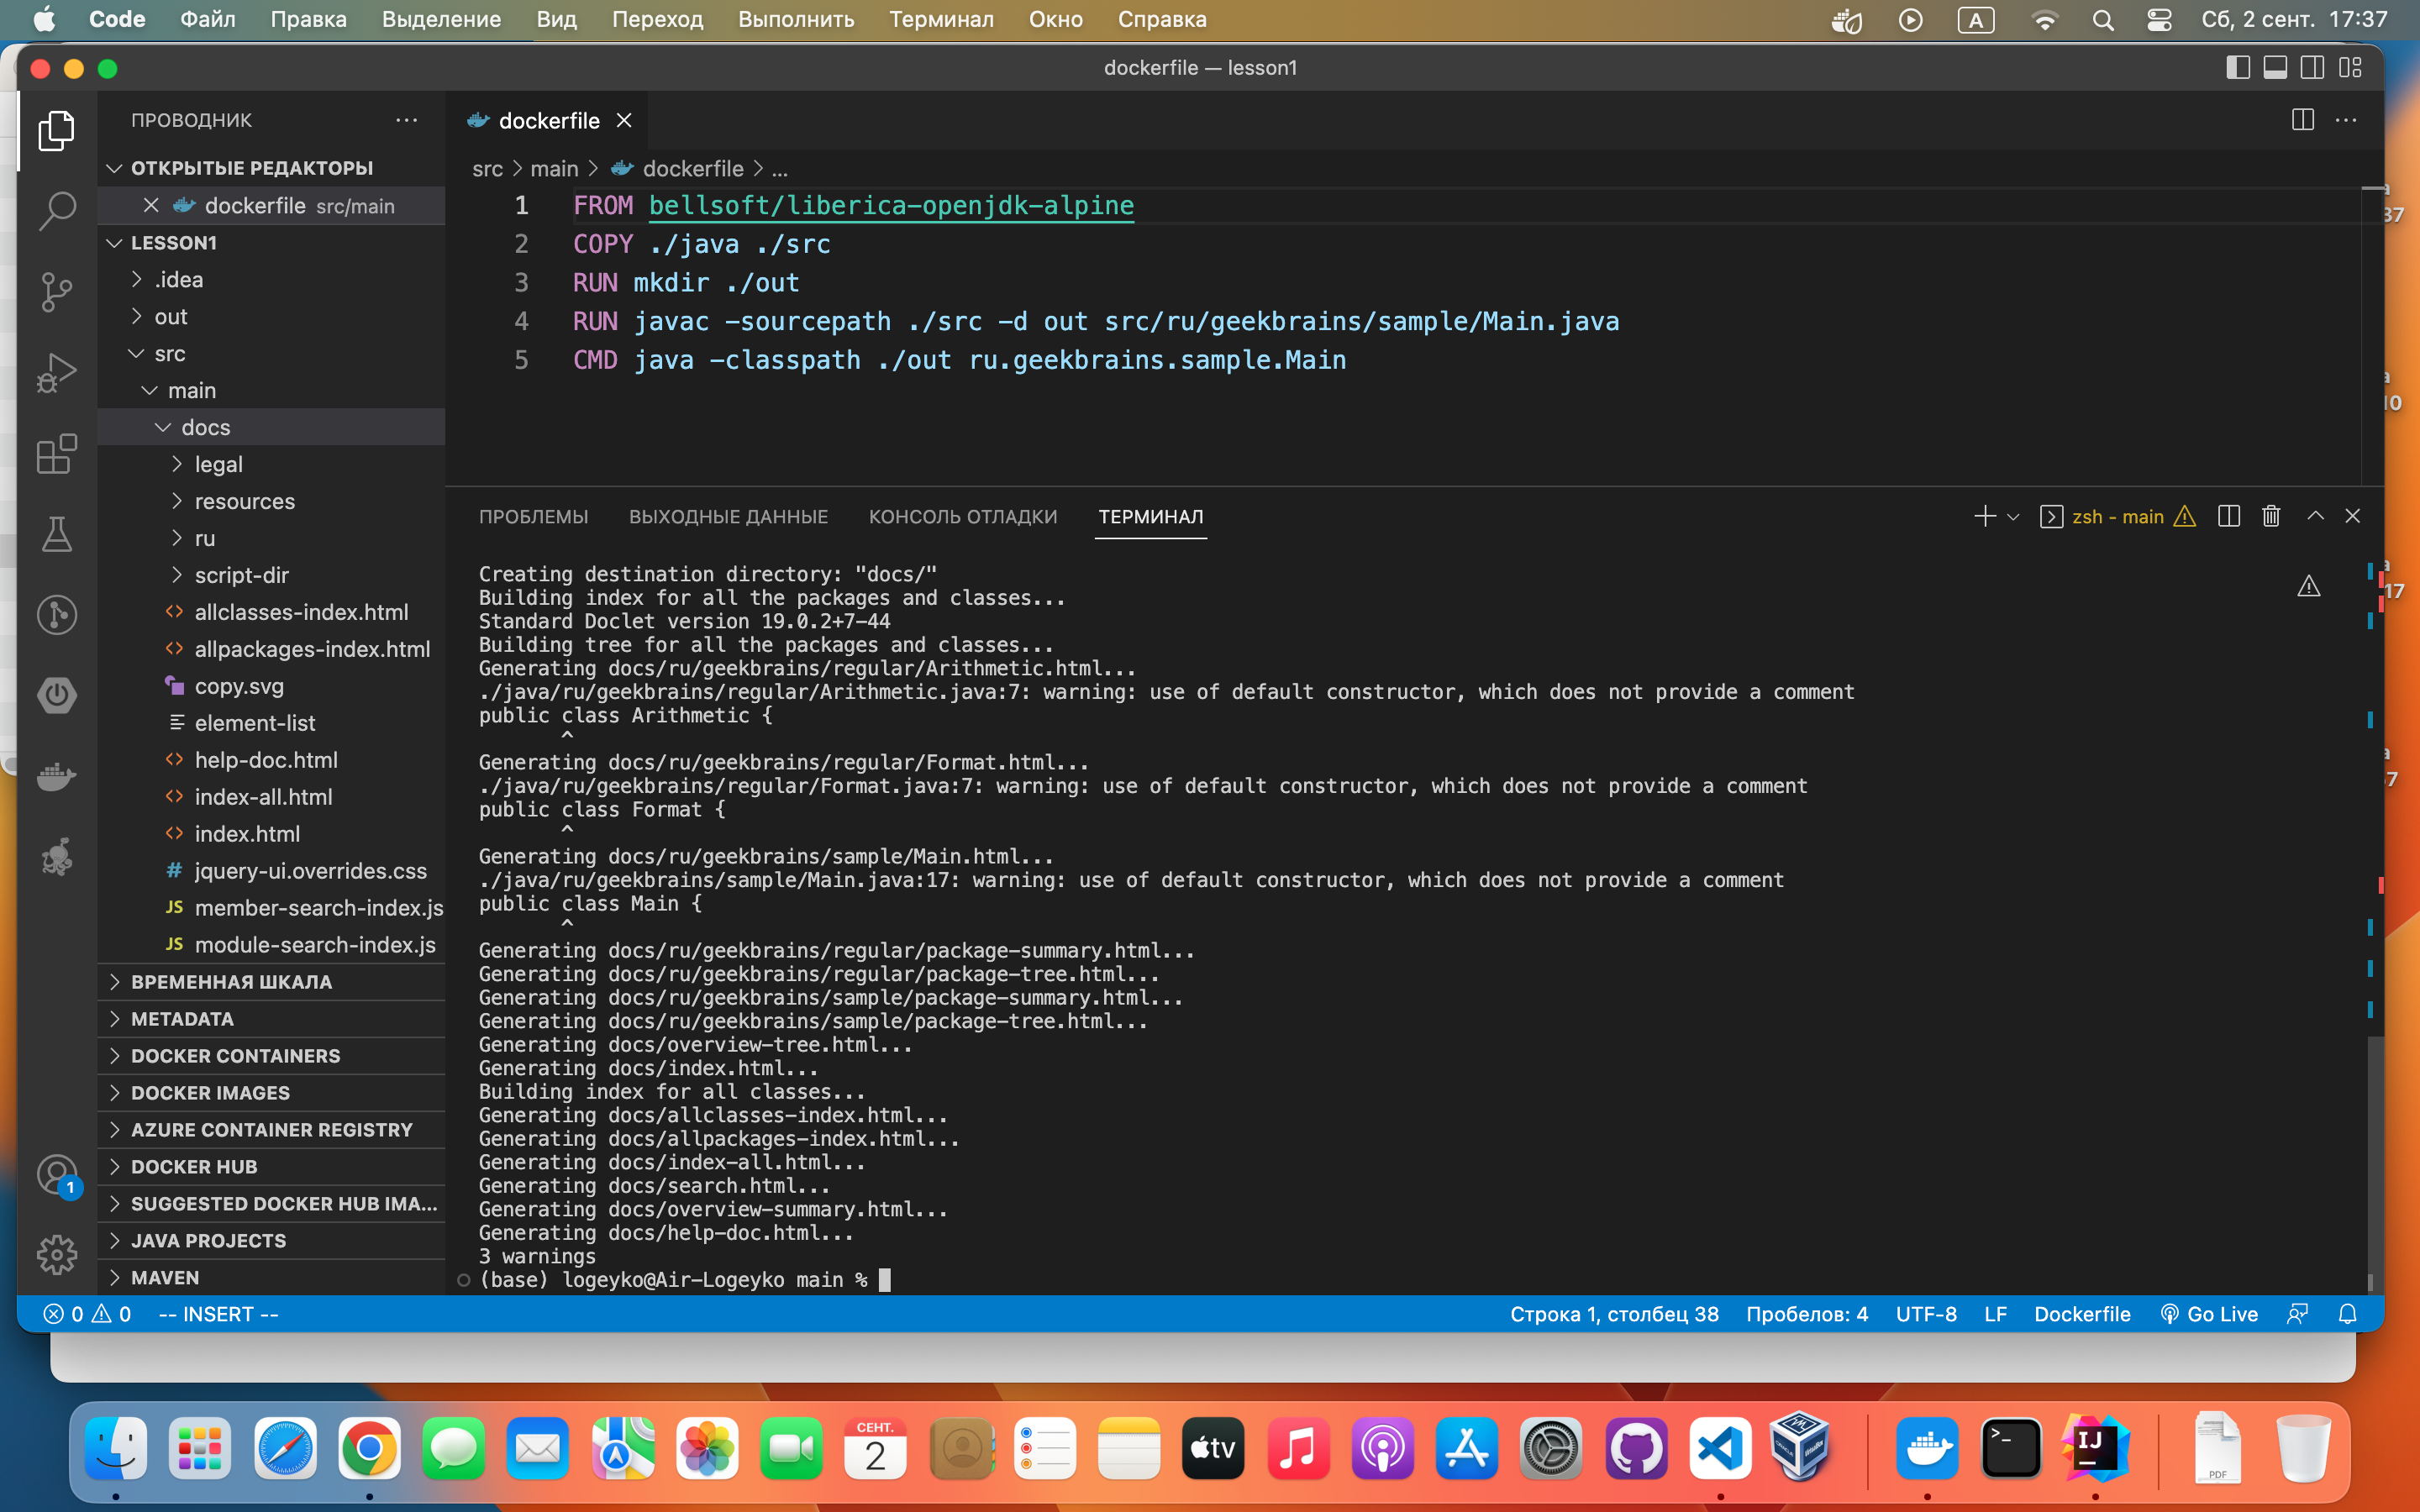 Code Файл Правка Выделение Вид Переход Выполнить Терминал Окно Справка A Сб, 2 сент. 17:37
dockerfile — lesson1
ПРОВОДНИК
ОТКРЫТЫЕ РЕДАКТОРЫ
dockerfile src/main
LESSON1
.idea
out
src
main
docs
legal
resources
ru
script-dir
allclasses-index.html
allpackages-index.html
copy.svg
element-list
help-doc.html
index-all.html
index.html
# jquery-ui.overrides.css
JS member-search-index.js
JS module-search-index.js
ВРЕМЕННАЯ ШКАЛА
METADATA
DOCKER CONTAINERS
DOCKER IMAGES
AZURE CONTAINER REGISTRY
DOCKER HUB
SUGGESTED DOCKER HUB IMA...
JAVA PROJECTS
MAVEN
1
dockerfile
src > main > dockerfile > ...
1 FROM bellsoft/liberica-openjdk-alpine
2 COPY ./java ./src
3 RUN mkdir ./out
4 RUN javac -sourcepath ./src -d out src/ru/geekbrains/sample/Main.java
5 CMD java -classpath ./out ru.geekbrains.sample.Main
ПРОБЛЕМЫ ВЫХОДНЫЕ ДАННЫЕ КОНСОЛЬ ОТЛАДКИ ТЕРМИНАЛ zsh - main
Creating destination directory: "docs/"
Building index for all the packages and classes...
Standard Doclet version 19.0.2+7-44
Building tree for all the packages and classes...
Generating docs/ru/geekbrains/regular/Arithmetic.html...
./java/ru/geekbrains/regular/Arithmetic.java:7: warning: use of default constructor, which does not provide a comment
public class Arithmetic {
^
Generating docs/ru/geekbrains/regular/Format.html...
./java/ru/geekbrains/regular/Format.java:7: warning: use of default constructor, which does not provide a comment
public class Format {
^
Generating docs/ru/geekbrains/sample/Main.html...
./java/ru/geekbrains/sample/Main.java:17: warning: use of default constructor, which does not provide a comment
public class Main {
^
Generating docs/ru/geekbrains/regular/package-summary.html...
Generating docs/ru/geekbrains/regular/package-tree.html...
Generating docs/ru/geekbrains/sample/package-summary.html...
Generating docs/ru/geekbrains/sample/package-tree.html...
Generating docs/overview-tree.html...
Generating docs/index.html...
Building index for all classes...
Generating docs/allclasses-index.html...
Generating docs/allpackages-index.html...
Generating docs/index-all.html...
Generating docs/search.html...
Generating docs/overview-summary.html...
Generating docs/help-doc.html...
3 warnings
(base) logeyko@Air-Logeyko main %
0 0 -- INSERT -- Строка 1, столбец 38 Пробелов: 4 UTF-8 LF Dockerfile Go Live
СЕНТ.
2
tv
>_
IJ
PDF